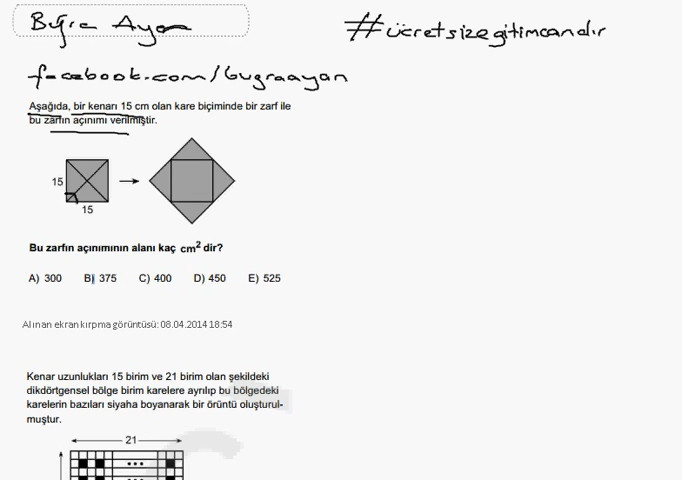 Buğra Ayan
#ücretsizegitimcandır
facebook.com/bugraayan
Aşağıda, bir kenarı 15 cm olan kare biçiminde bir zarf ile
bu zarfın açınımı verilmiştir.
15
15
Bu zarfın açınımının alanı kaç cm² dir?
A) 300 B) 375 C) 400 D) 450 E) 525
Alınan ekran kırpma görüntüsü: 08.04.2014 18:54
Kenar uzunlukları 15 birim ve 21 birim olan şekildeki
dikdörtgensel bölge birim karelere ayrılıp bu bölgedeki
karelerin bazıları siyaha boyanarak bir örüntü oluşturul-
muştur.
21